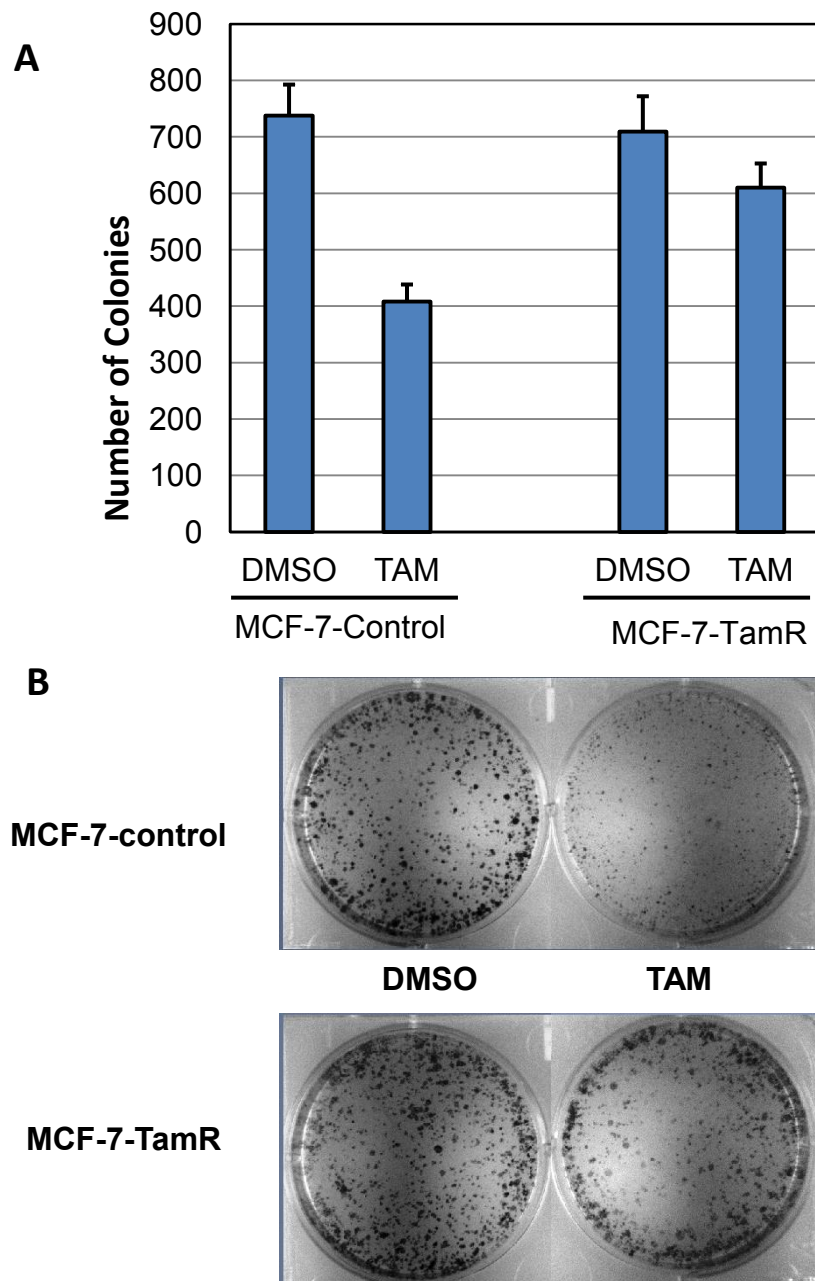 A
Number of Colonies
900
800
700
600
500
400
300
200
100
0
DMSO TAM DMSO TAM
MCF-7-Control MCF-7-TamR
B
MCF-7-control
DMSO TAM
MCF-7-TamR